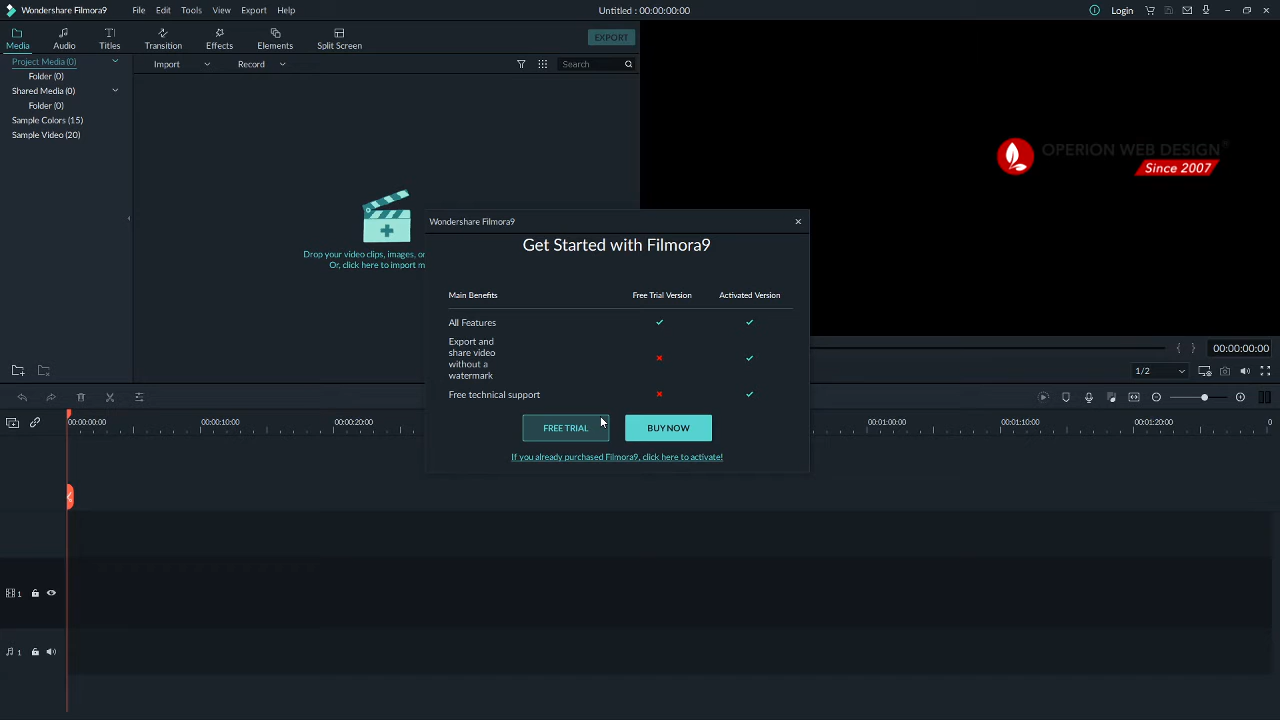 Wondershare Filmora9 File Edit View Tools View Export Help Untitled : 00:00:00:00 Login
Media Audio Titles Transition Effects Elements Split Screen EXPORT
Project Media (0) Import Record Search
Folder (0)
Shared Media (0)
Folder (0)
Sample Colors (15)
Sample Video (20)
OPERION WEB DESIGN®
Since 2007
Drop your video clips, images, or
Or, click here to import m
Wondershare Filmora9
Get Started with Filmora9
Main Benefits Free Trial Version Activated Version
All Features
Export and
share video
without a
watermark
Free technical support
FREE TRIAL BUY NOW
If you already purchased Filmora9, click here to activate!
00:00:00:00
1/2
00:00:00:00 00:00:10:00 00:00:20:00 00:01:00:00 00:01:10:00 00:01:20:00 0
1
1